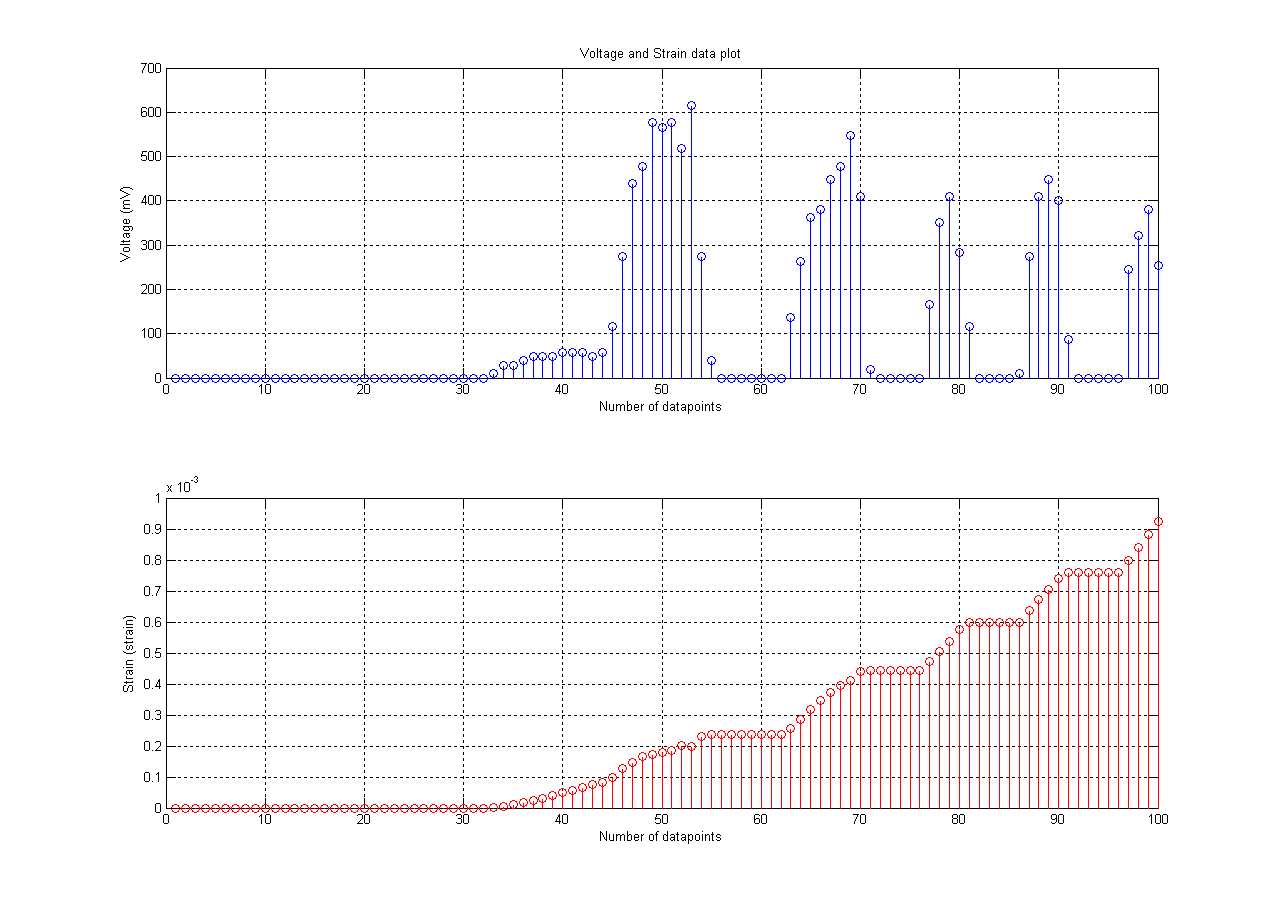 Voltage and Strain data plot
700
600
500
400
300
200
100
0
Voltage (mV)
0 10 20 30 40 50 60 70 80 90 100
Number of datapoints
x 10^-3
1
0.9
0.8
0.7
0.6
0.5
0.4
0.3
0.2
0.1
0
Strain (strain)
0 10 20 30 40 50 60 70 80 90 100
Number of datapoints